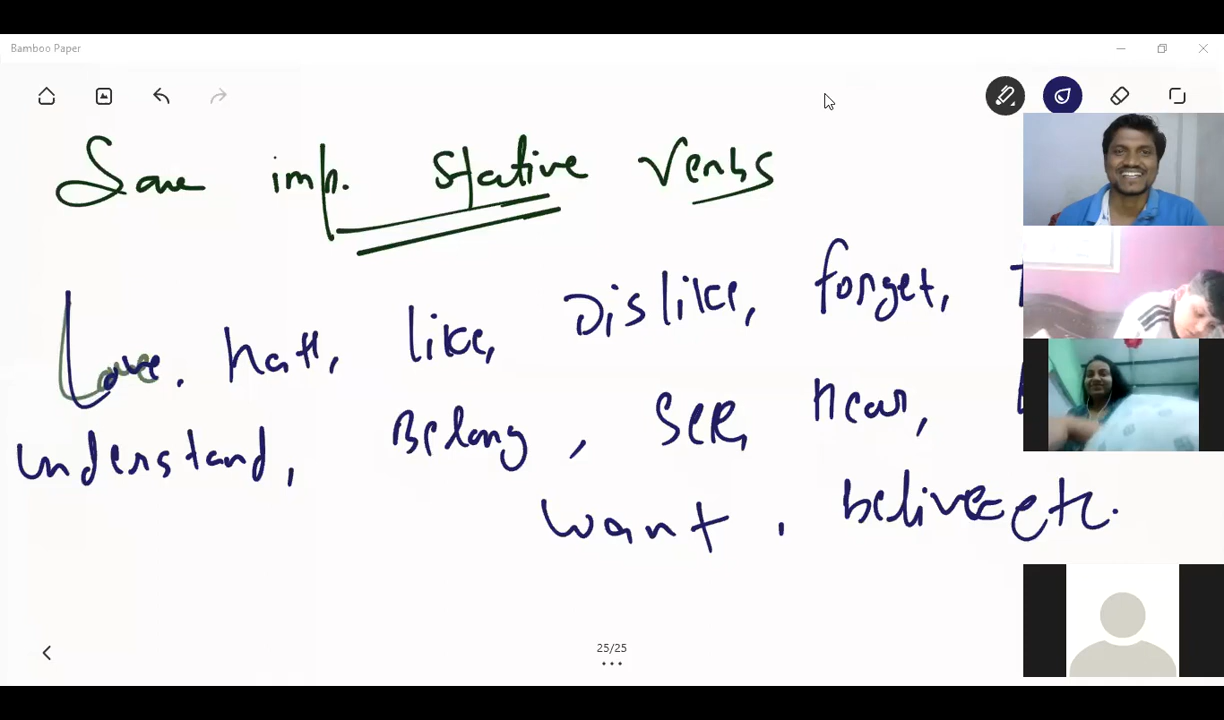 Bamboo Paper
Some imp. Stative Verbs
Love, hate, like, Dislike, forget,
understand, Belong, see, hear,
want, belive etc.
25/25